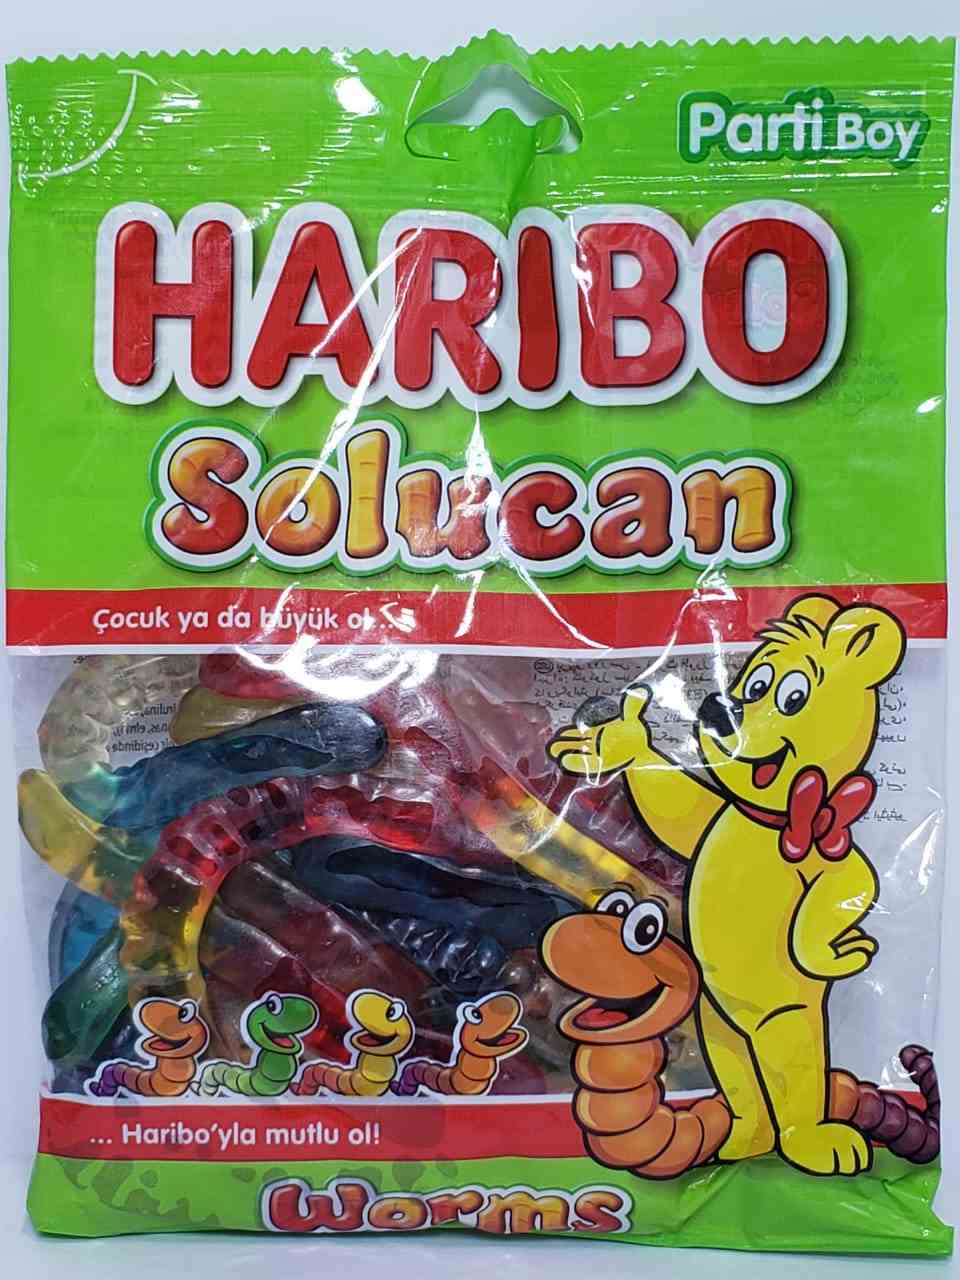 Parti Boy
HARIBO
Solucan
Çocuk ya da büyük ol...
... Haribo'yla mutlu ol!
Worms